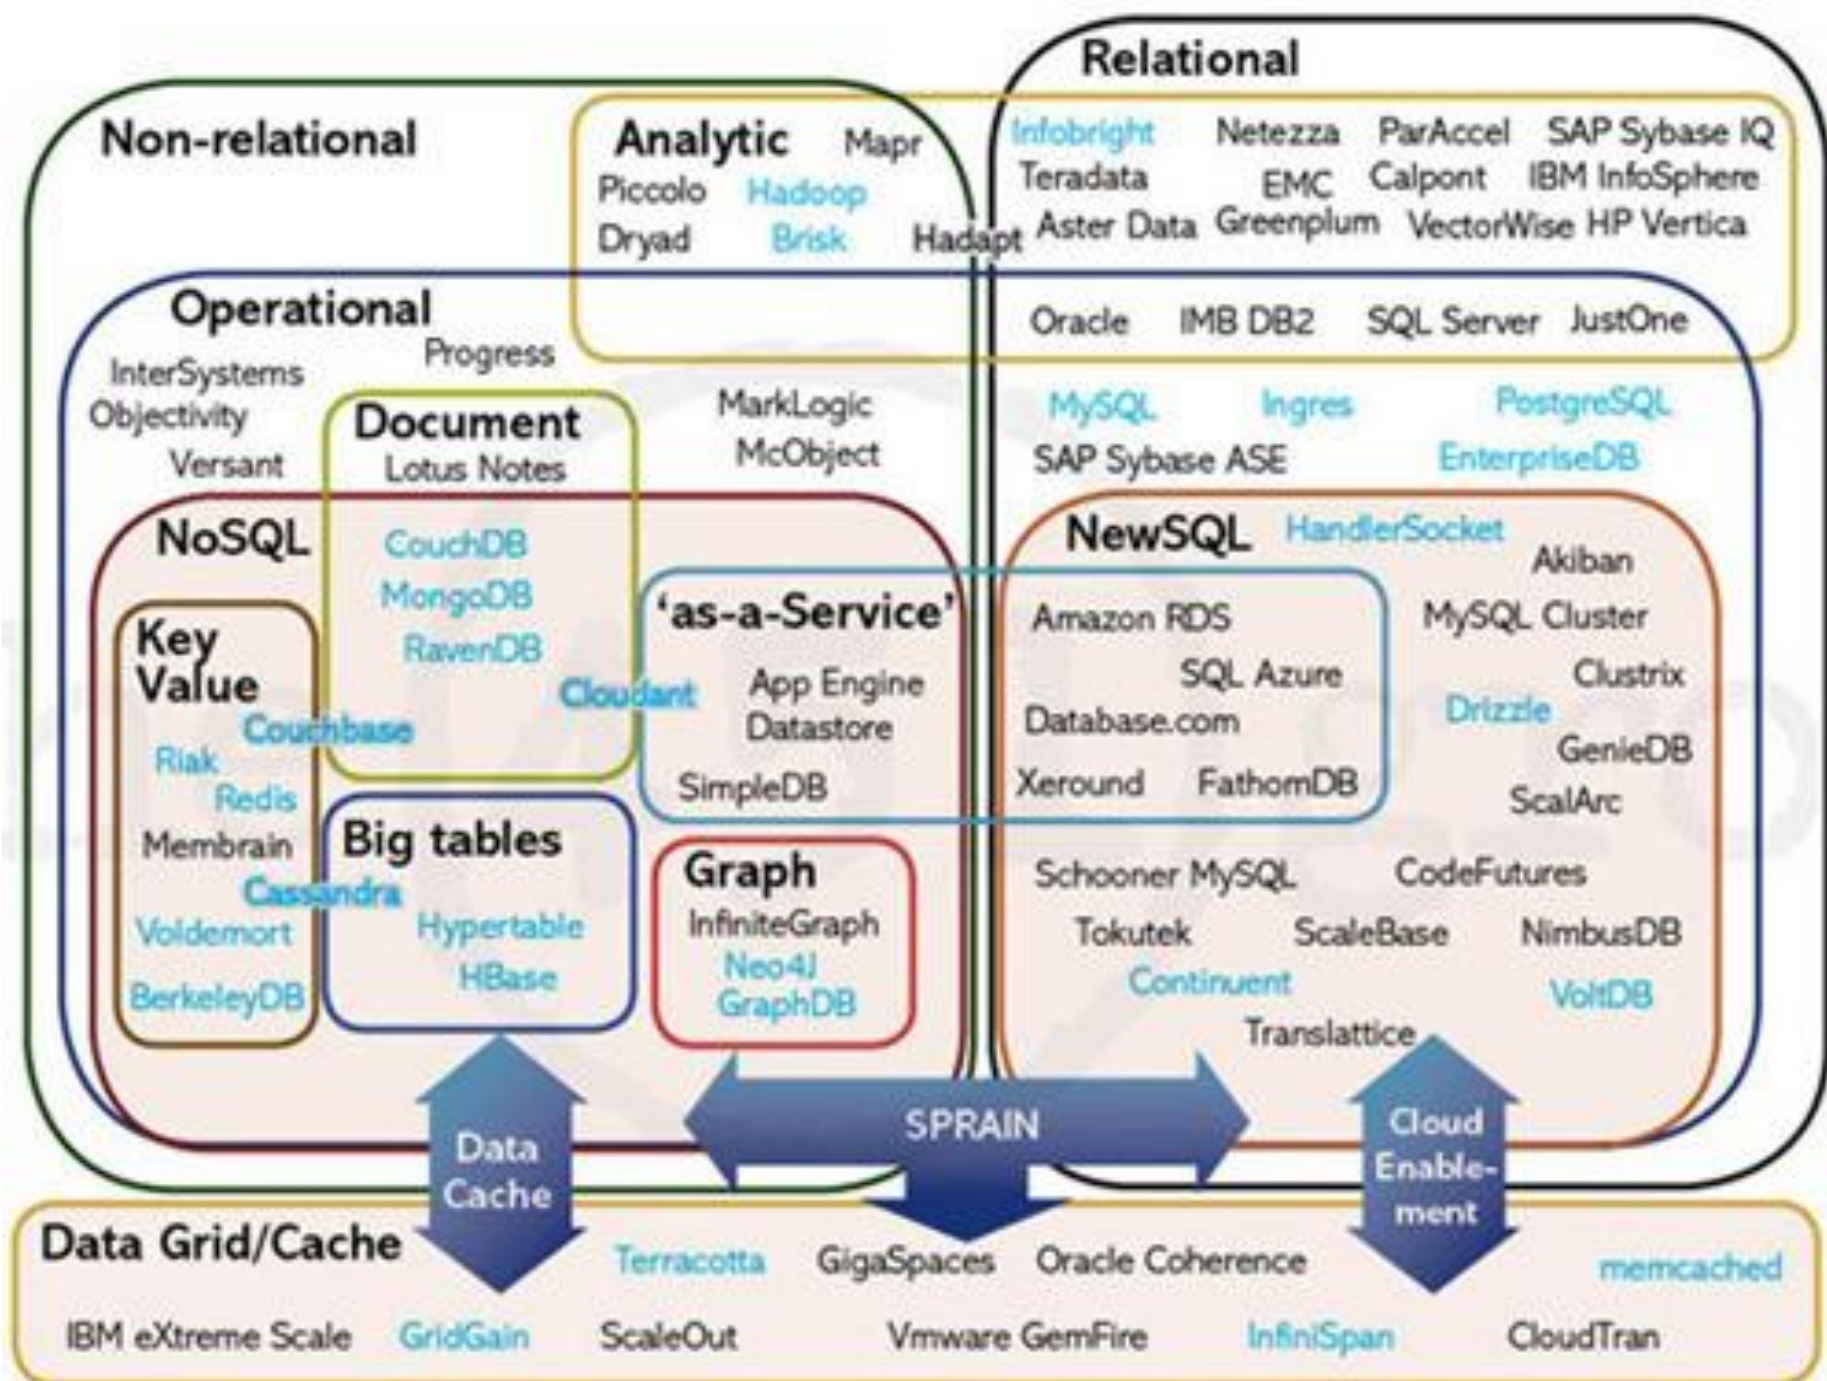 Relational
Non-relational
Analytic
Mapr
Piccolo
Hadoop
Dryad
Brisk
Hadapt
Infobright
Netezza
ParAccel
SAP Sybase IQ
Teradata
EMC
Greenplum
Calpont
IBM InfoSphere
Aster Data
VectorWise
HP Vertica
Operational
Progress
InterSystems
Objectivity
Versant
Oracle
IMB DB2
SQL Server
JustOne
Document
Lotus Notes
MarkLogic
McObject
MySQL
Ingres
PostgreSQL
SAP Sybase ASE
EnterpriseDB
NoSQL
CouchDB
MongoDB
RavenDB
Cloudant
Key
Value
Couchbase
Riak
Redis
Membrain
Cassandra
Voldemort
BerkeleyDB
Big tables
Hypertable
HBase
'as-a-Service'
App Engine
Datastore
SimpleDB
Graph
InfiniteGraph
Neo4J
GraphDB
NewSQL
HandlerSocket
Akiban
Amazon RDS
MySQL Cluster
SQL Azure
Clustrix
Database.com
Drizzle
GenieDB
Xeround
FathomDB
ScalArc
Schooner MySQL
CodeFutures
Tokutek
ScaleBase
NimbusDB
Continuent
VoltDB
Translattice
Data
Cache
SPRAIN
Cloud
Enable-
ment
Data Grid/Cache
Terracotta
GigaSpaces
Oracle Coherence
memcached
IBM eXtreme Scale
GridGain
ScaleOut
Vmware GemFire
InfiniSpan
CloudTran